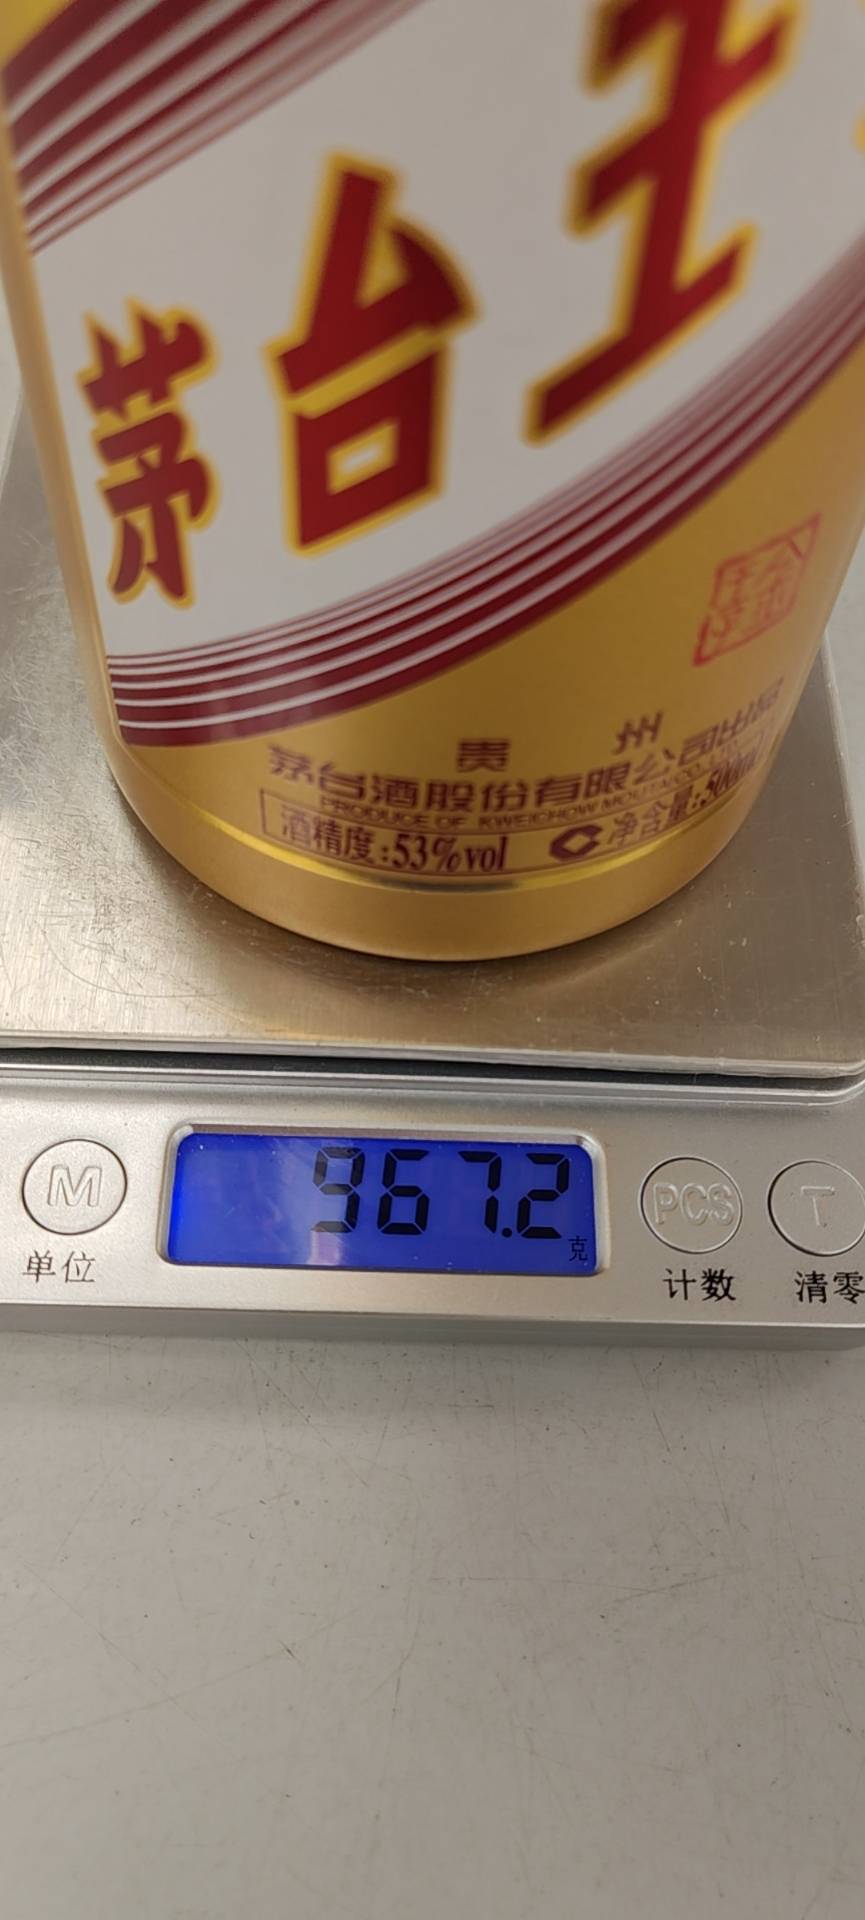 茅台王
贵州
茅台酒股份有限公司出品
PRODUCE OF KWEICHOW MOUTAI CO., LTD.
酒精度:53%vol 净含量:500ml
967.2
克
M PCS T
单位 计数 清零